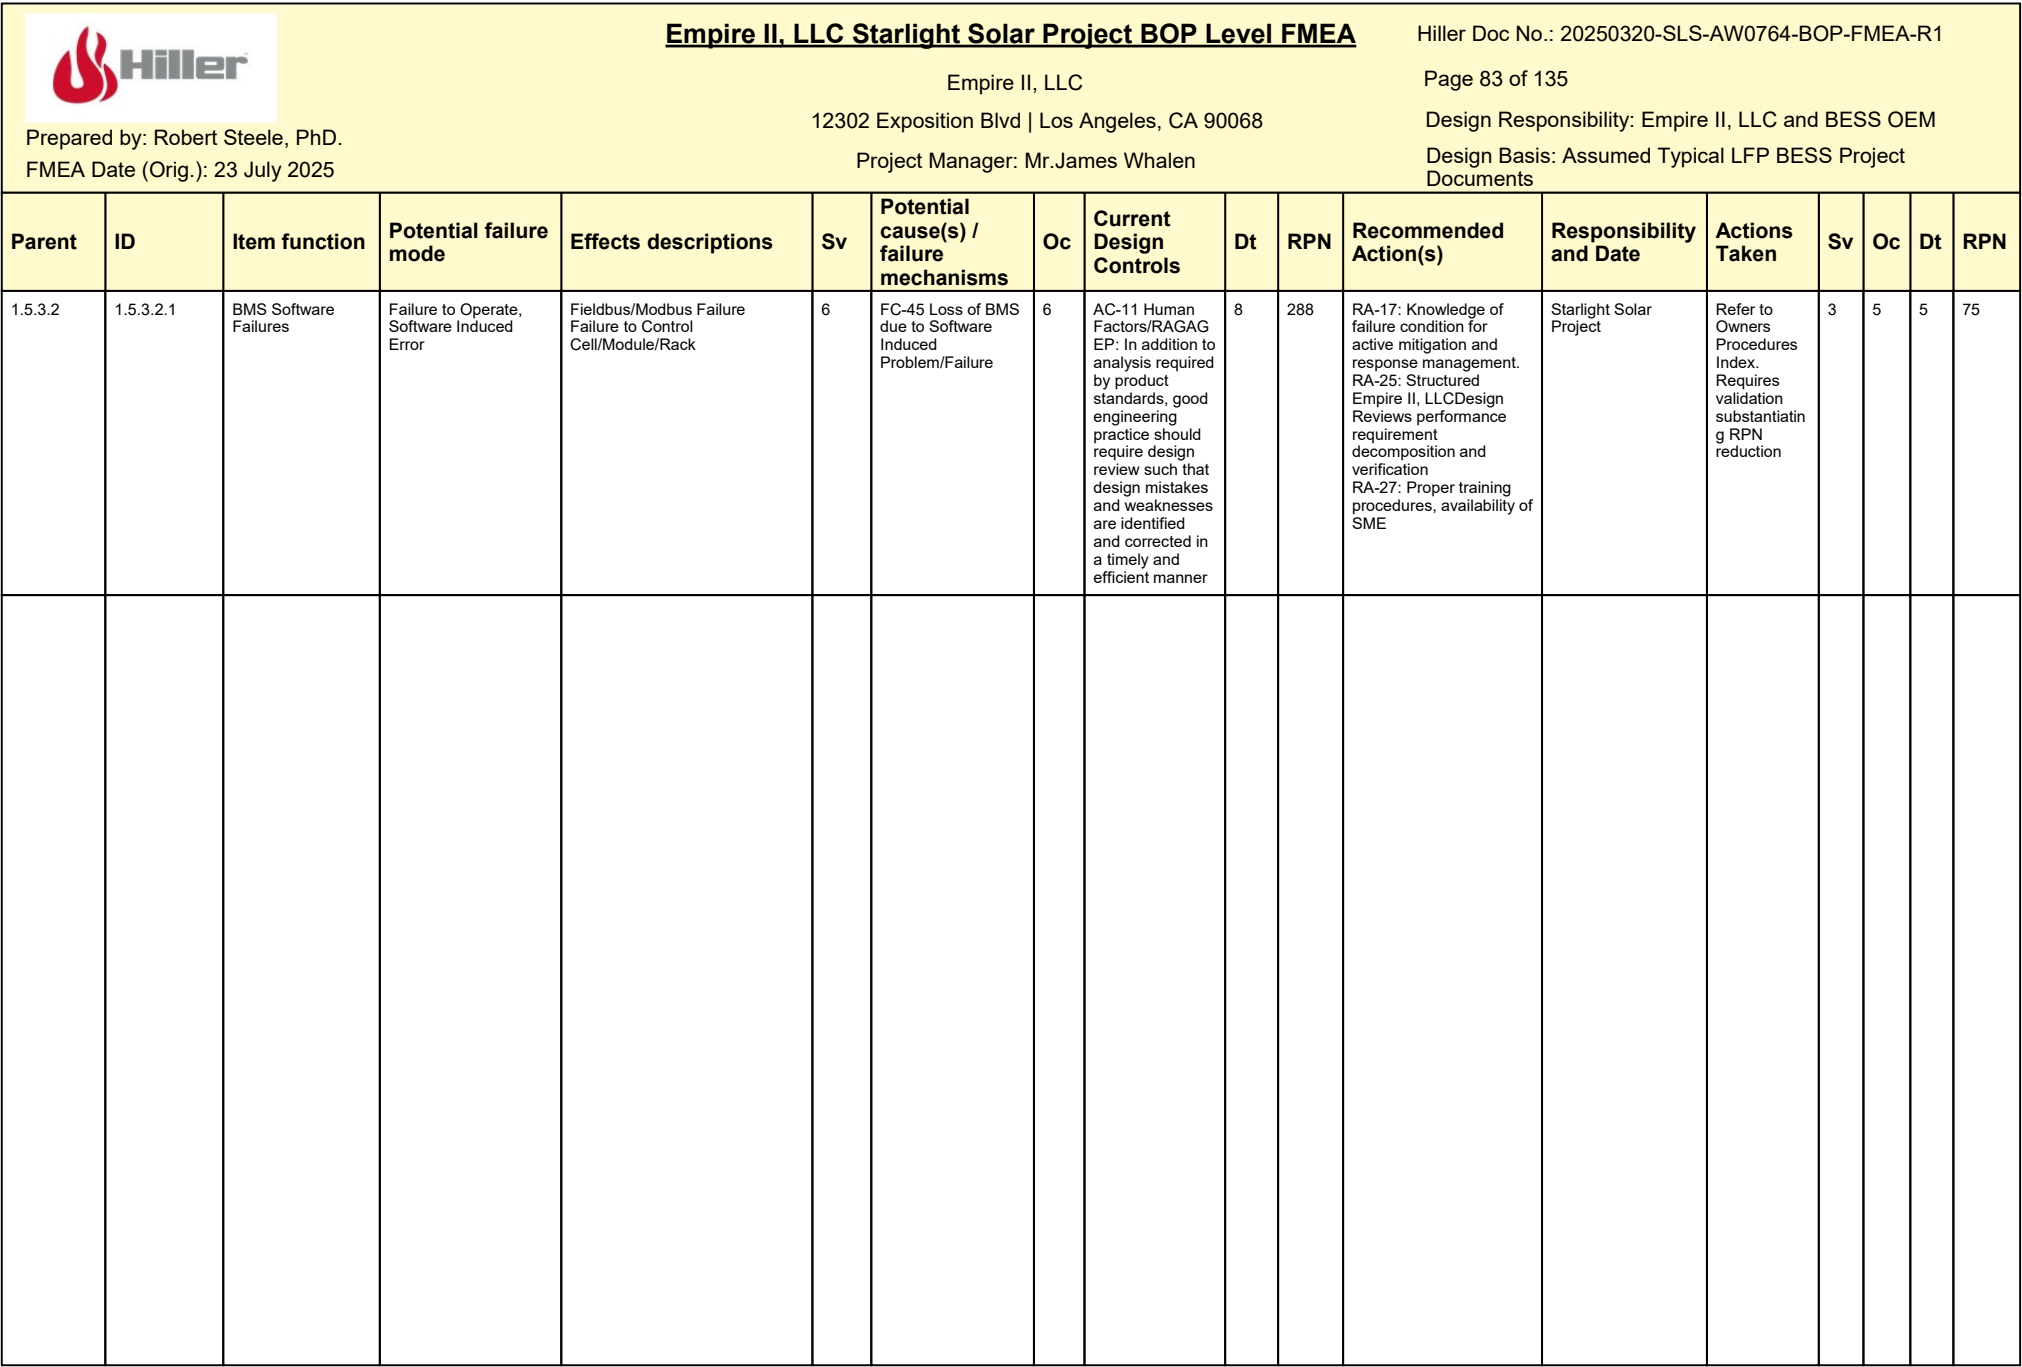 Hiller
Prepared by: Robert Steele, PhD.
FMEA Date (Orig.): 23 July 2025
Empire II, LLC Starlight Solar Project BOP Level FMEA
Empire II, LLC
12302 Exposition Blvd | Los Angeles, CA 90068
Project Manager: Mr.James Whalen
Hiller Doc No.: 20250320-SLS-AW0764-BOP-FMEA-R1
Page 83 of 135
Design Responsibility: Empire II, LLC and BESS OEM
Design Basis: Assumed Typical LFP BESS Project
Documents
Parent
ID
Item function
Potential failure
mode
Effects descriptions
Sv
Potential
cause(s) /
failure
mechanisms
Oc
Current
Design
Controls
Dt
RPN
Recommended
Action(s)
Responsibility
and Date
Actions
Taken
Sv
Oc
Dt
RPN
1.5.3.2
1.5.3.2.1
BMS Software
Failures
Failure to Operate,
Software Induced
Error
Fieldbus/Modbus Failure
Failure to Control
Cell/Module/Rack
6
FC-45 Loss of BMS
due to Software
Induced
Problem/Failure
6
AC-11 Human
Factors/RAGAG
EP: In addition to
analysis required
by product
standards, good
engineering
practice should
require design
review such that
design mistakes
and weaknesses
are identified
and corrected in
a timely and
efficient manner
8
288
RA-17: Knowledge of
failure condition for
active mitigation and
response management.
RA-25: Structured
Empire II, LLCDesign
Reviews performance
requirement
decomposition and
verification
RA-27: Proper training
procedures, availability of
SME
Starlight Solar
Project
Refer to
Owners
Procedures
Index.
Requires
validation
substantiatin
g RPN
reduction
3
5
5
75